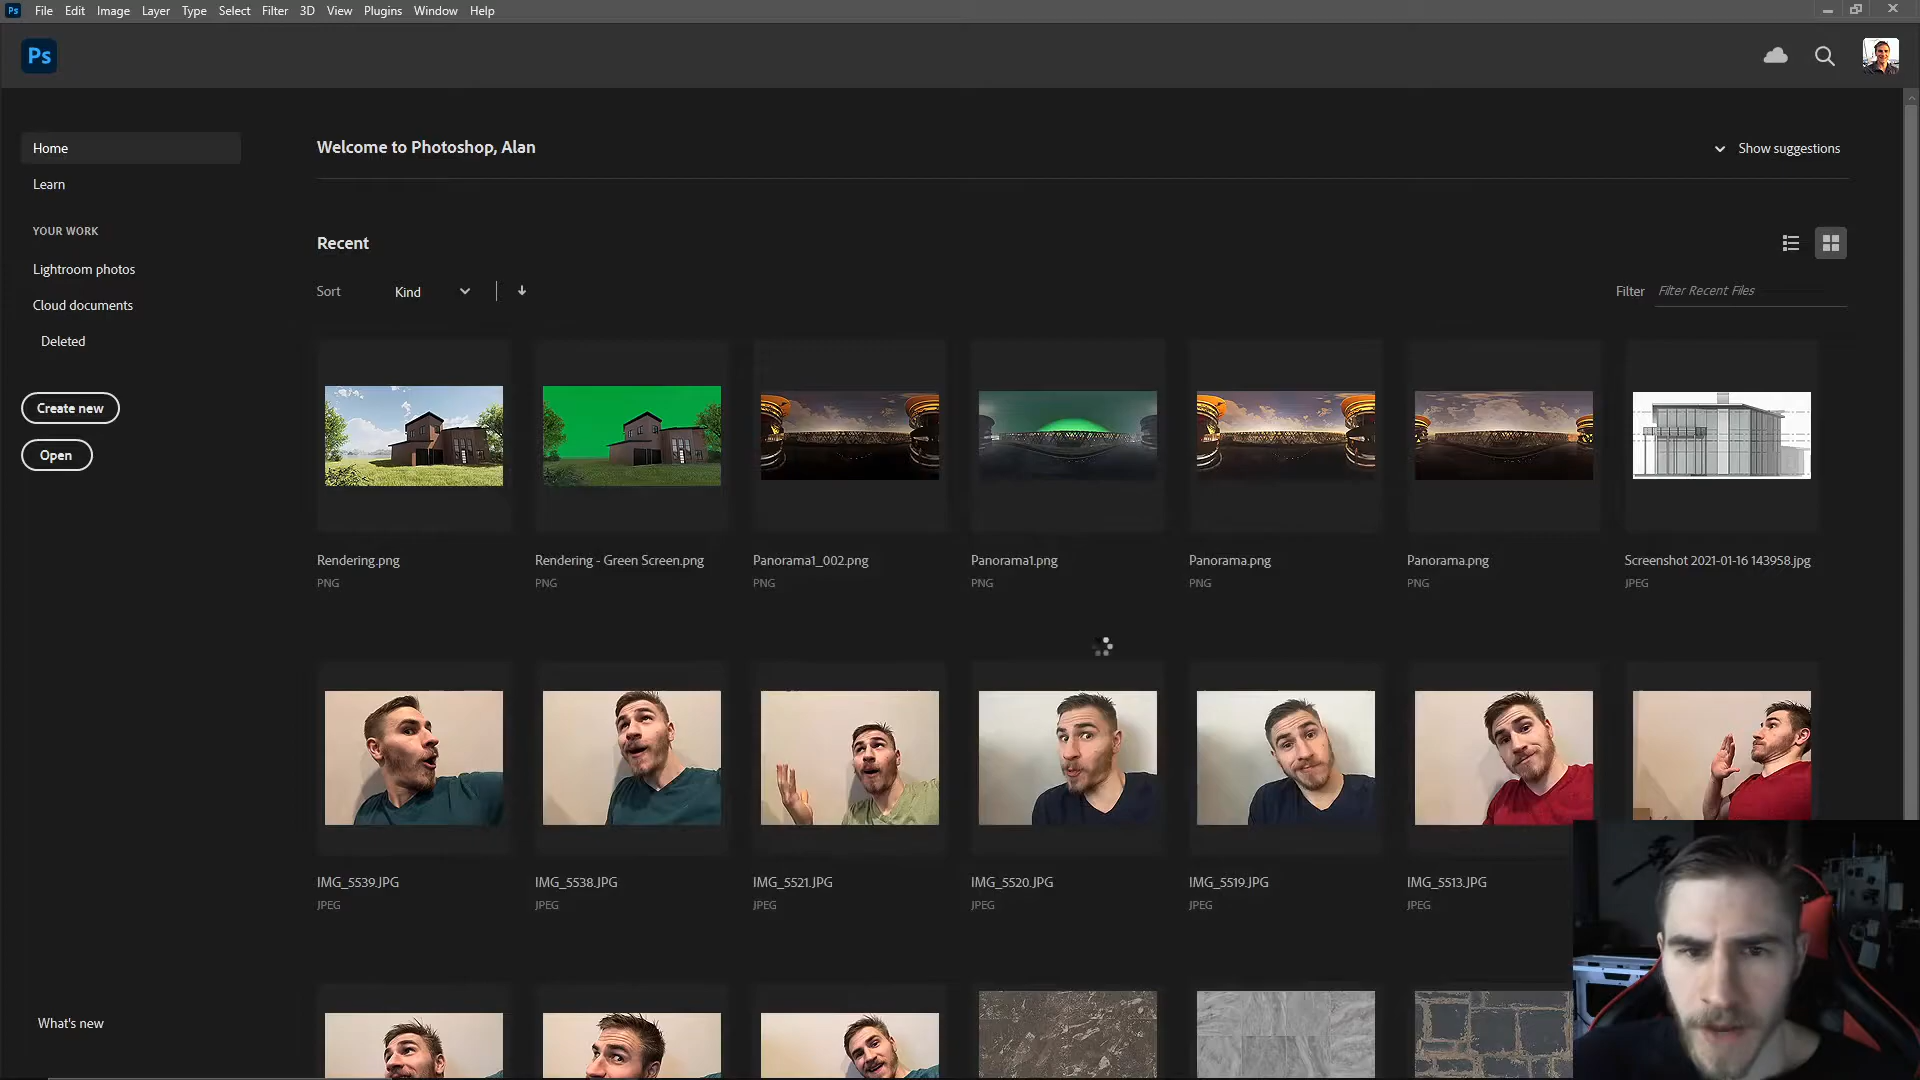 Ps File Edit Image Layer Type Select Filter 3D View Plugins Window Help
Ps
Home
Learn
YOUR WORK
Lightroom photos
Cloud documents
Deleted
Create new
Open
What's new
Welcome to Photoshop, Alan
Show suggestions
Recent
Sort Kind
Filter Filter Recent Files
Rendering.png
PNG
Rendering - Green Screen.png
PNG
Panorama1_002.png
PNG
Panorama1.png
PNG
Panorama.png
PNG
Panorama.png
PNG
Screenshot 2021-01-16 143958.jpg
JPEG
IMG_5539.JPG
JPEG
IMG_5538.JPG
JPEG
IMG_5521.JPG
JPEG
IMG_5520.JPG
JPEG
IMG_5519.JPG
JPEG
IMG_5513.JPG
JPEG